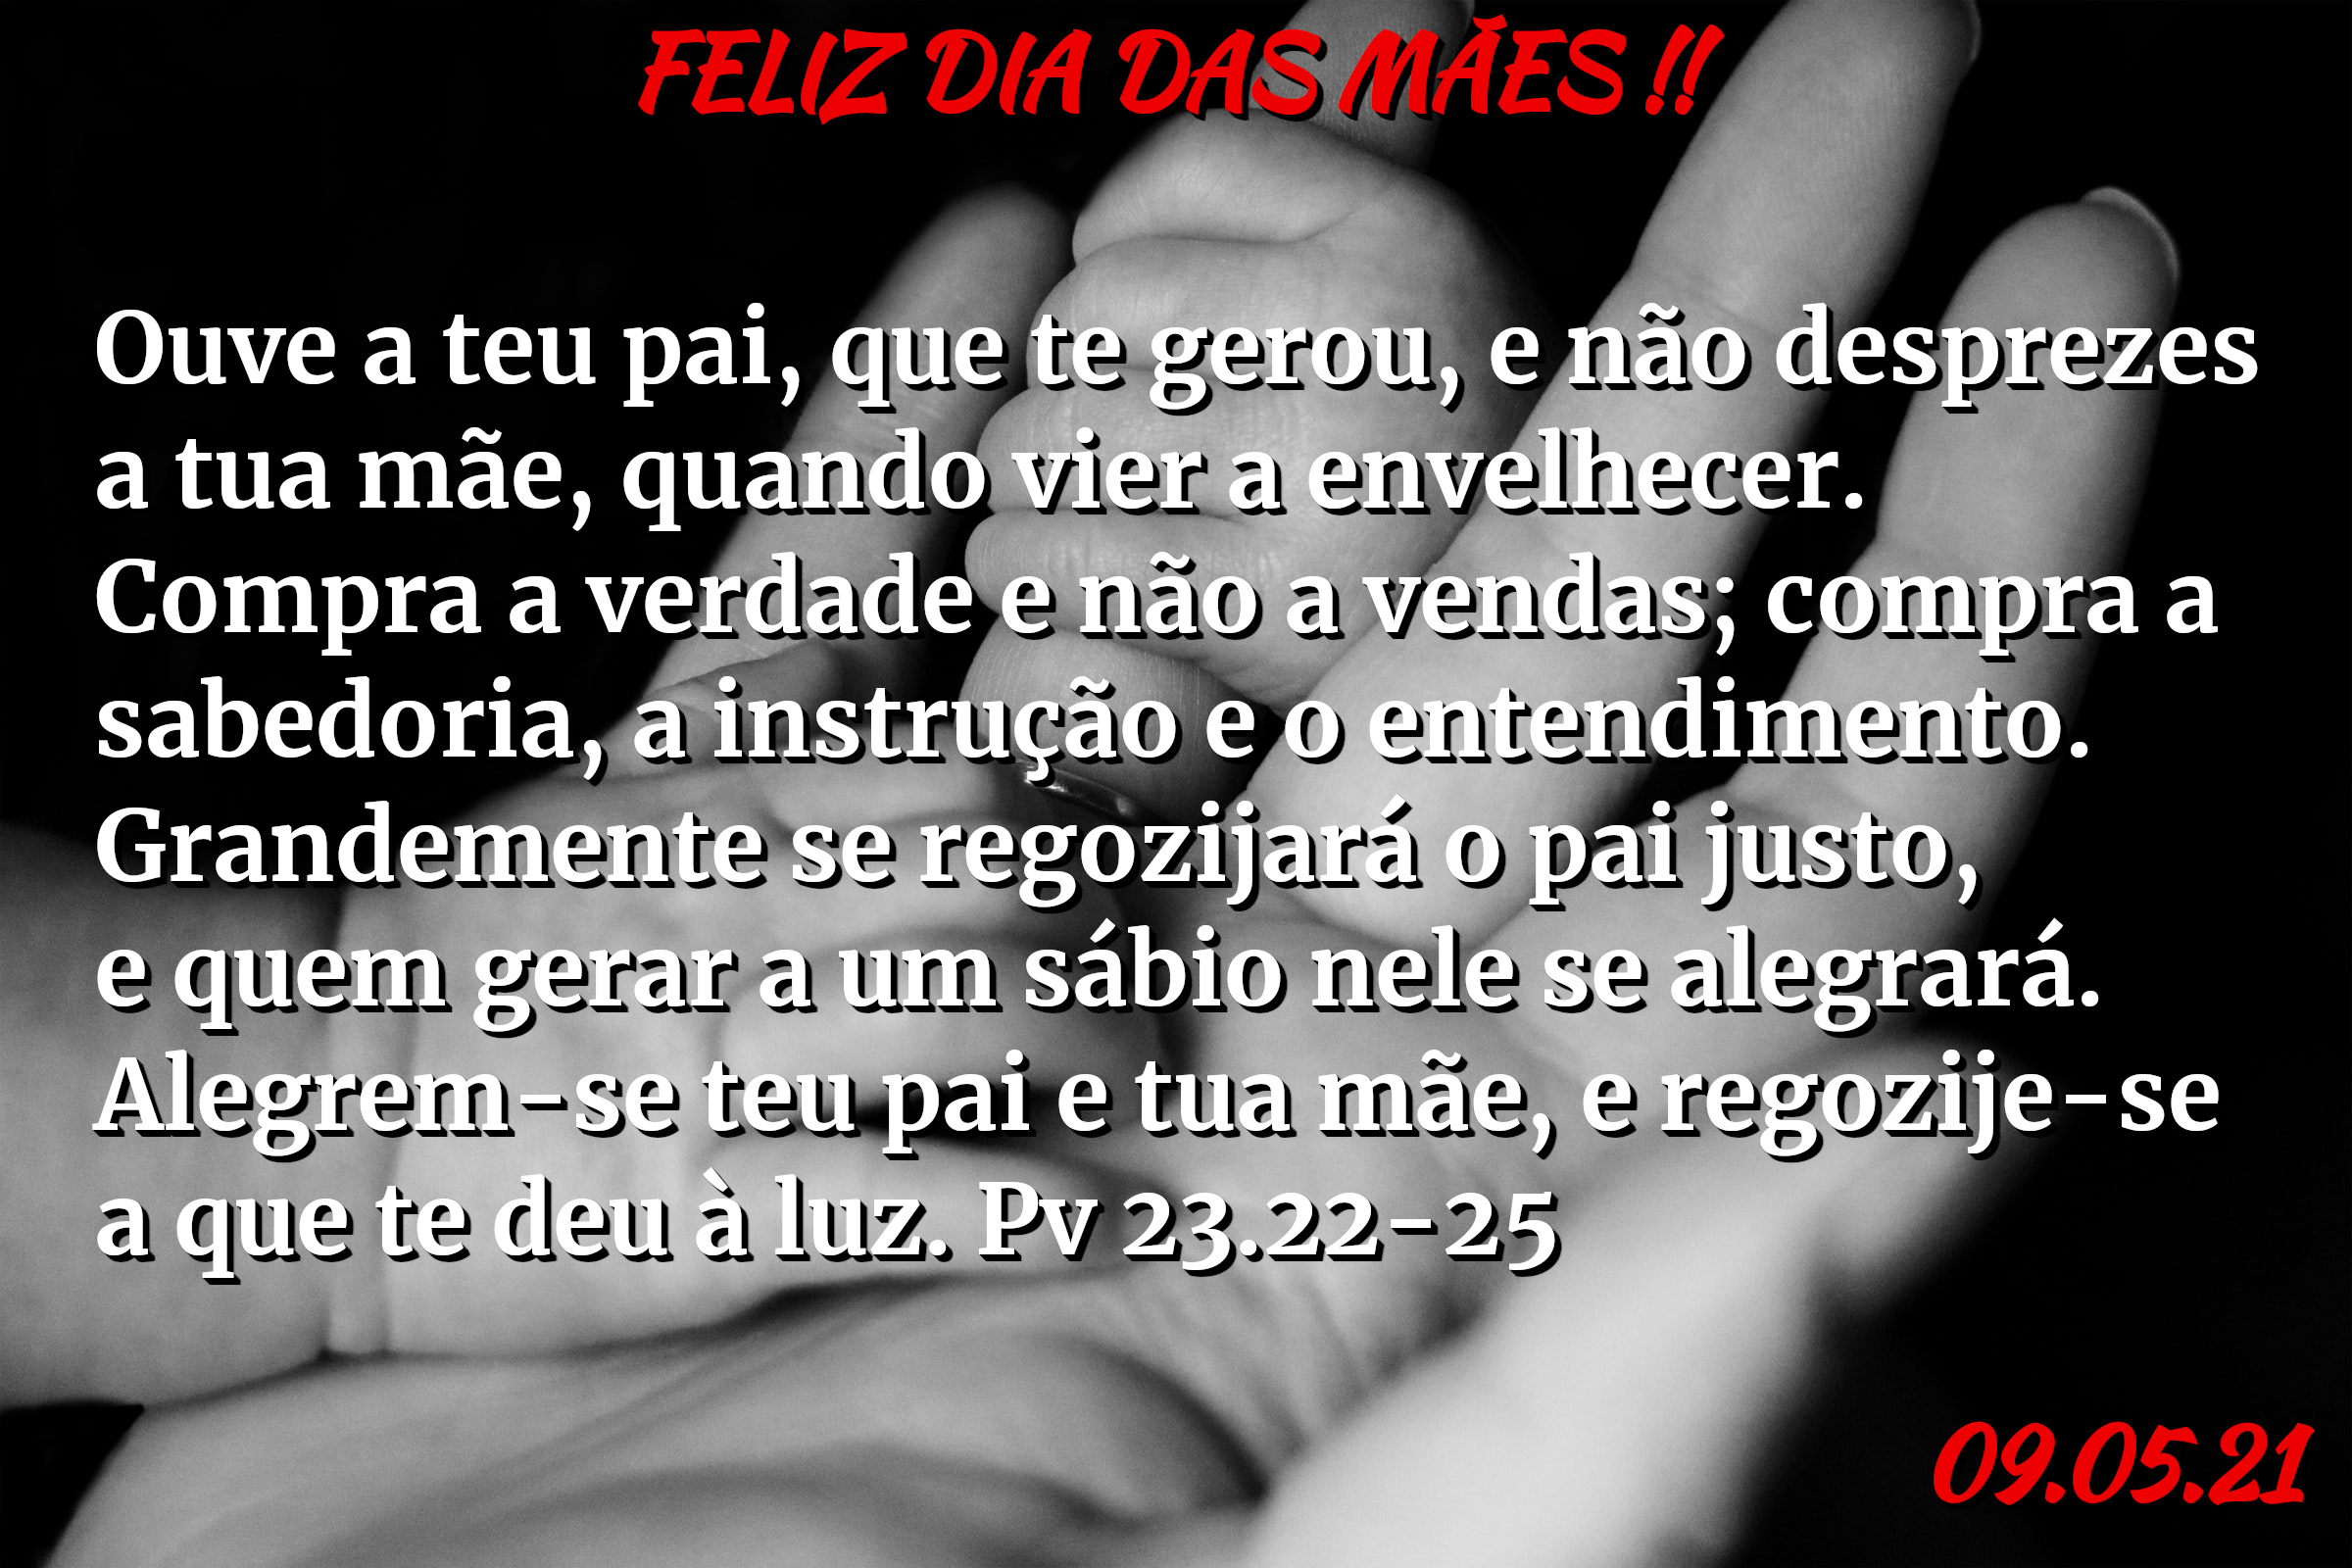 FELIZ DIA DAS MÃES !!
Ouve a teu pai, que te gerou, e não desprezes
a tua mãe, quando vier a envelhecer.
Compra a verdade e não a vendas; compra a
sabedoria, a instrução e o entendimento.
Grandemente se regozijará o pai justo,
e quem gerar a um sábio nele se alegrará.
Alegrem-se teu pai e tua mãe, e regozije-se
a que te deu à luz. Pv 23.22-25
09.05.21